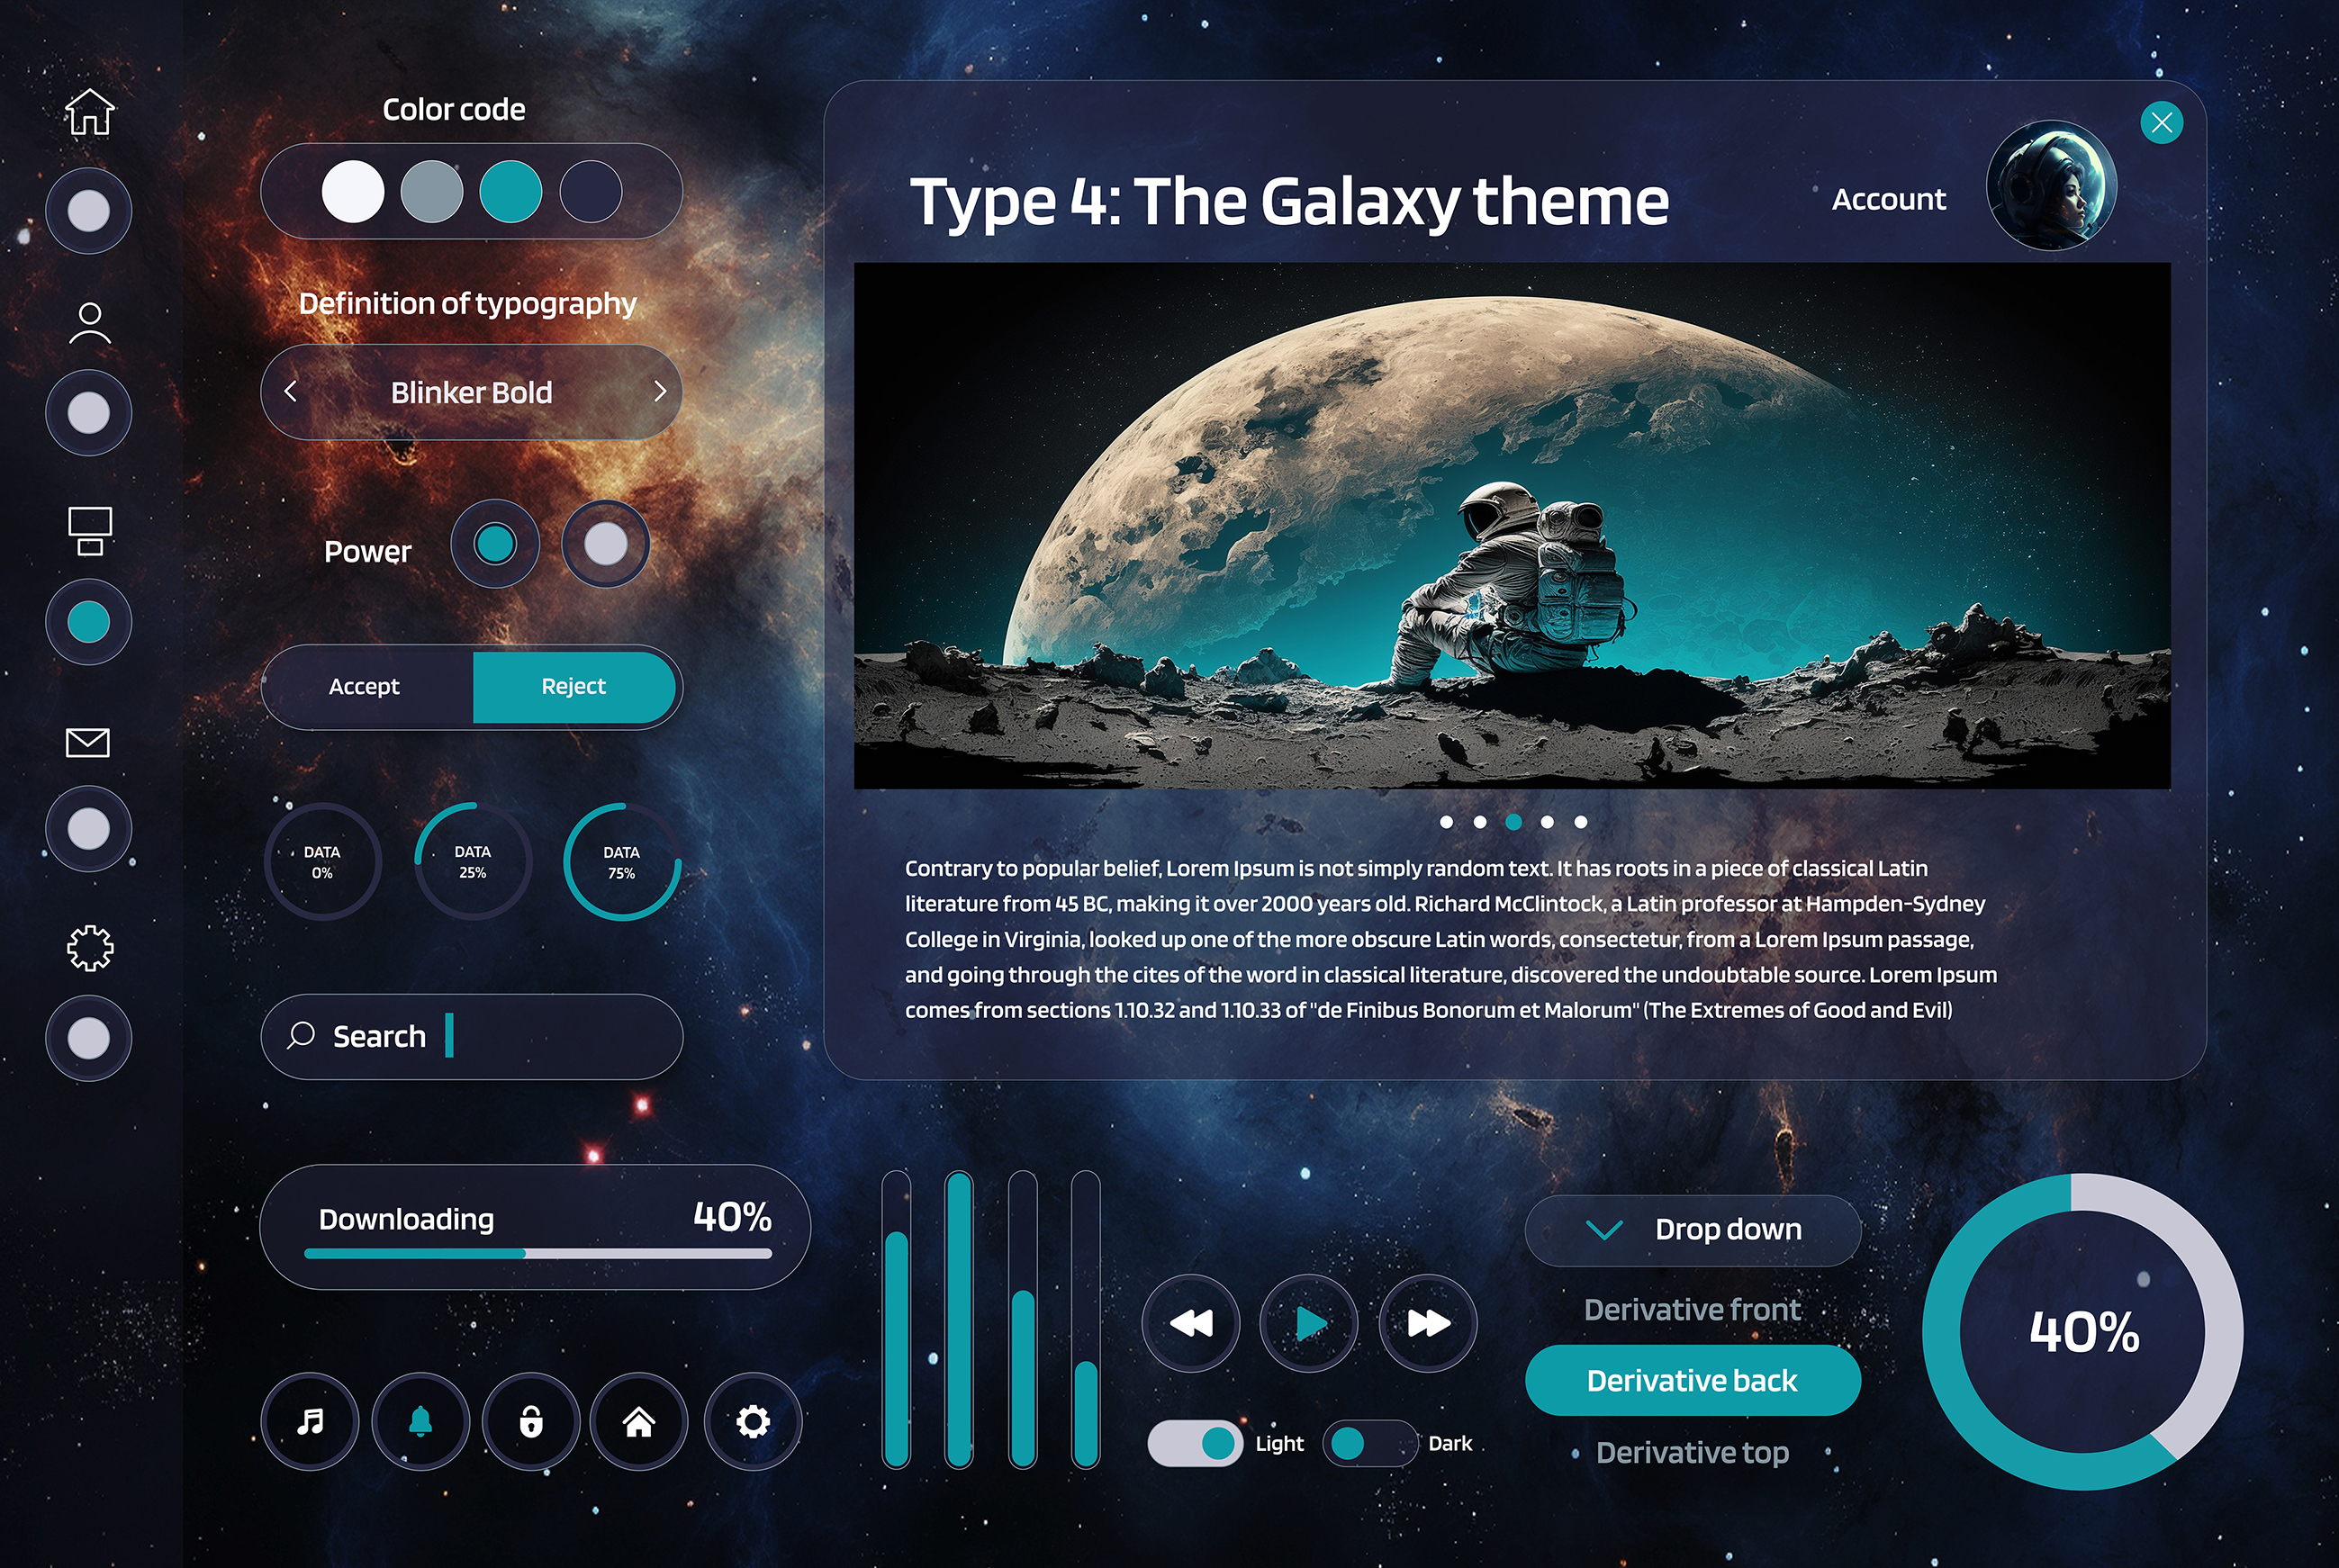 Color code
Definition of typography
Blinker Bold
Power
Accept
Reject
DATA
0%
DATA
25%
DATA
75%
Search
Downloading
40%
Type 4: The Galaxy theme
Account
Contrary to popular belief, Lorem Ipsum is not simply random text. It has roots in a piece of classical Latin
literature from 45 BC, making it over 2000 years old. Richard McClintock, a Latin professor at Hampden-Sydney
College in Virginia, looked up one of the more obscure Latin words, consectetur, from a Lorem Ipsum passage,
and going through the cites of the word in classical literature, discovered the undoubtable source. Lorem Ipsum
comes from sections 1.10.32 and 1.10.33 of "de Finibus Bonorum et Malorum" (The Extremes of Good and Evil)
Light
Dark
Drop down
Derivative front
Derivative back
Derivative top
40%